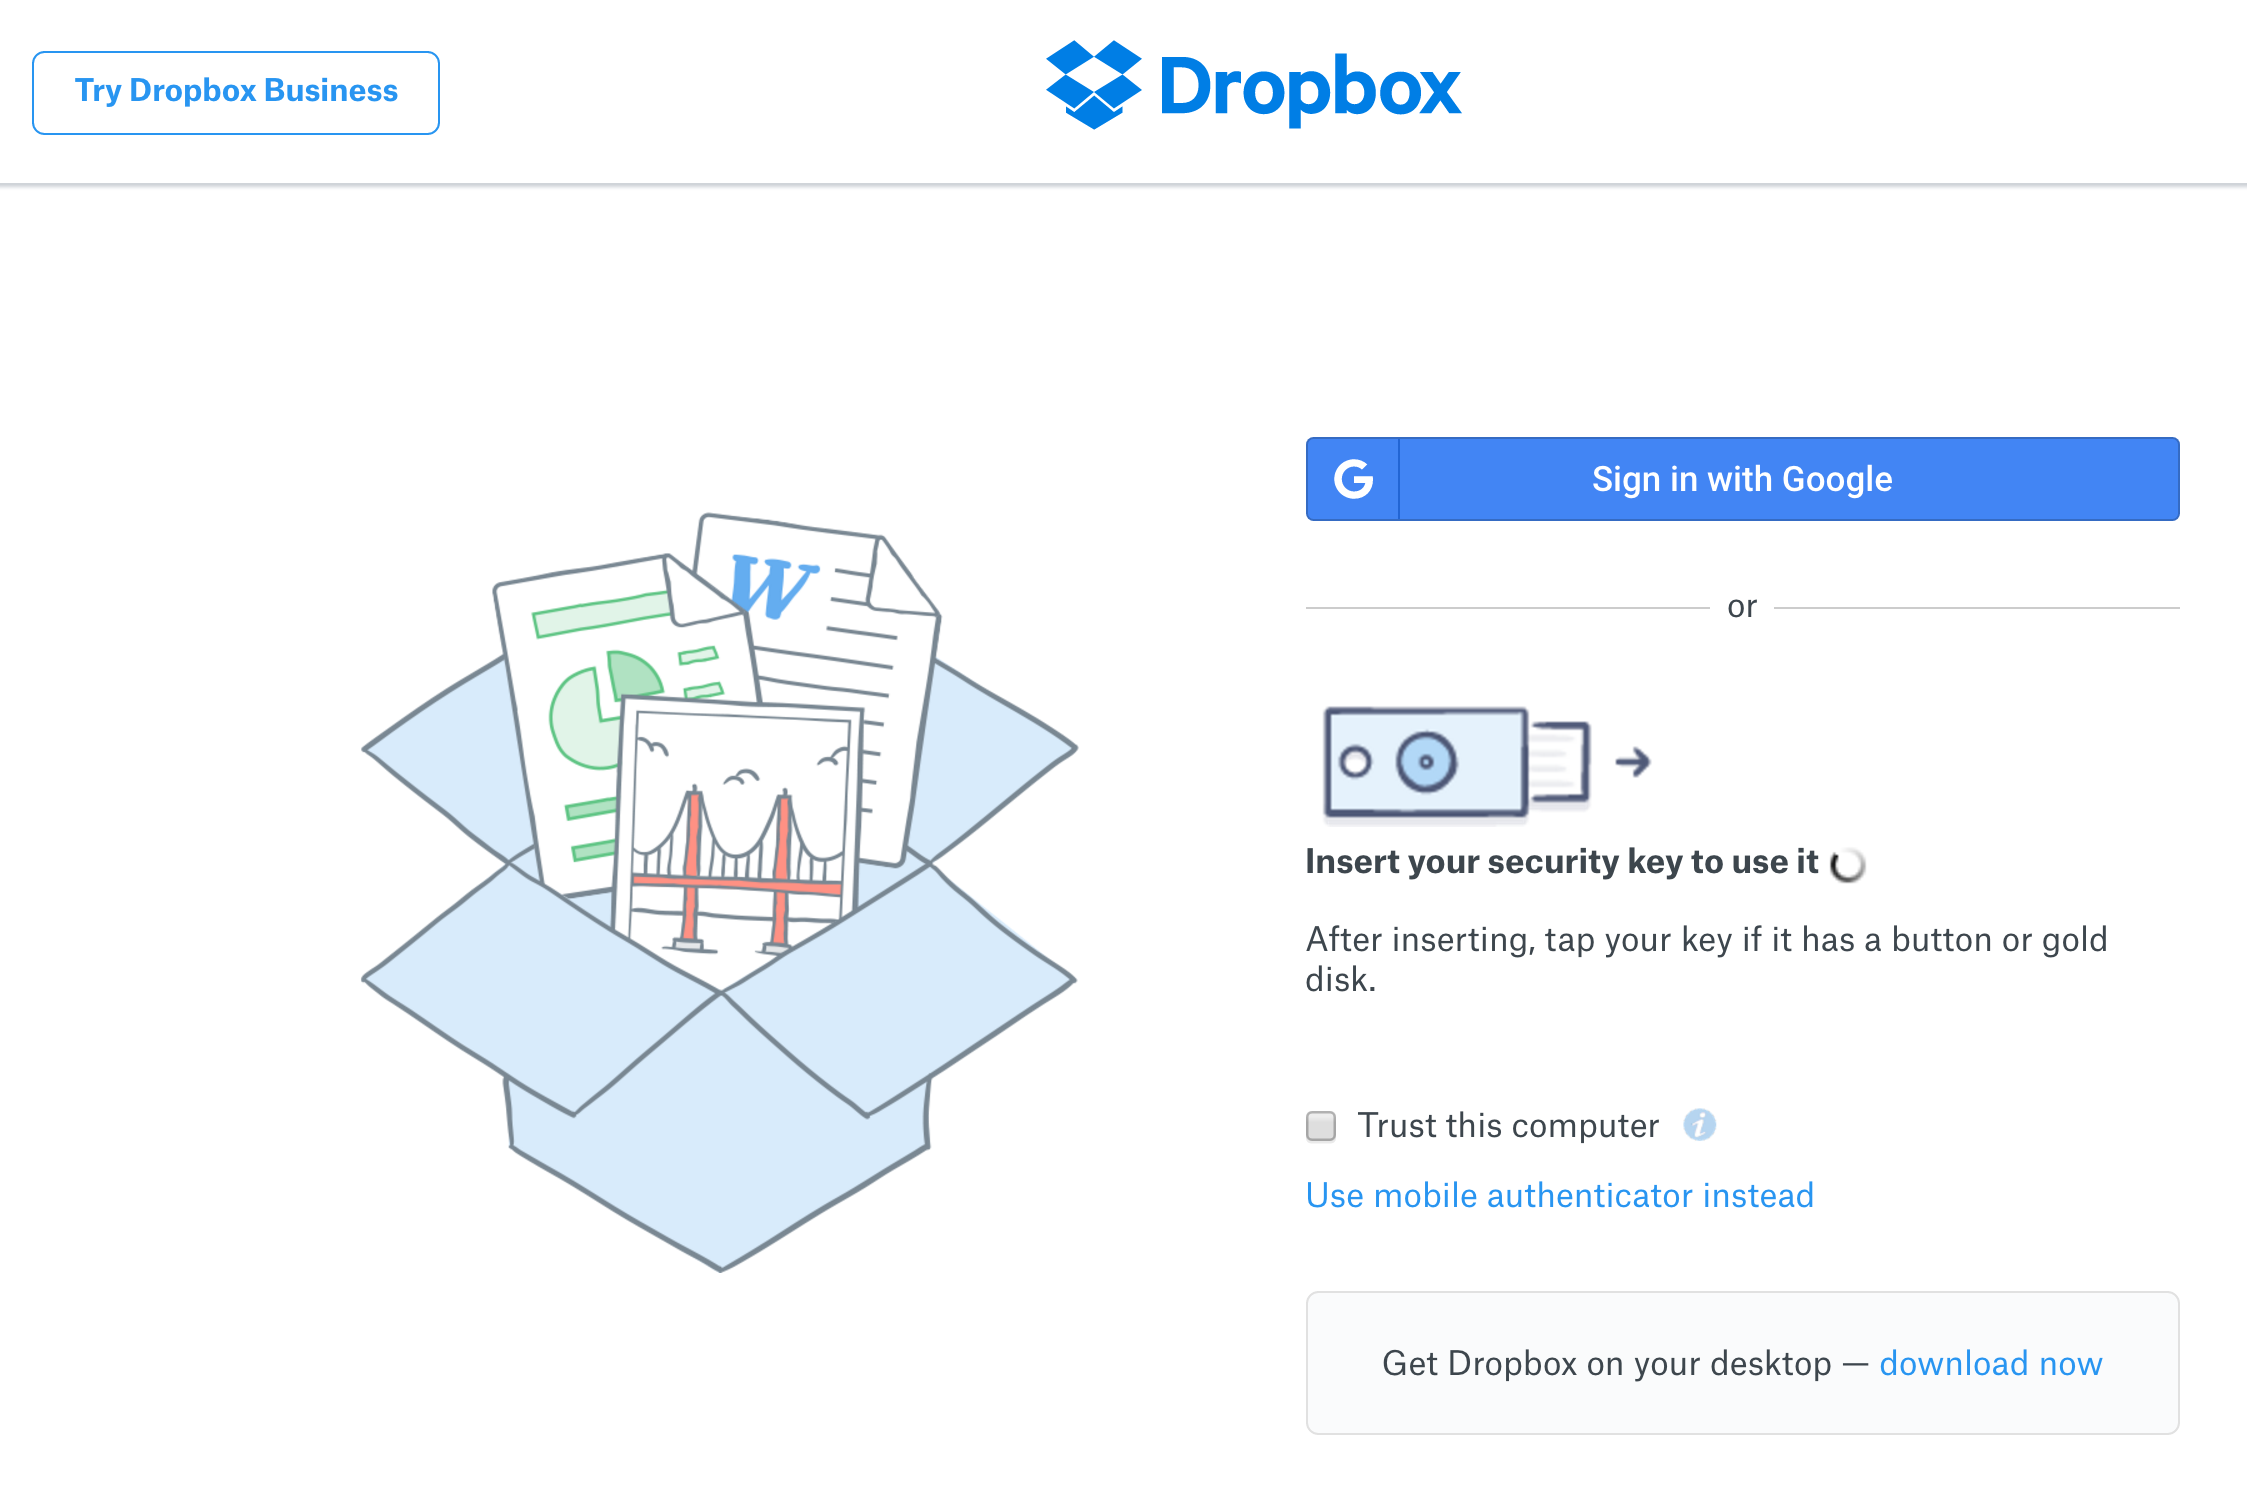 Try Dropbox Business
Dropbox
W
G
Sign in with Google
or
Insert your security key to use it
After inserting, tap your key if it has a button or gold
disk.
Trust this computer
i
Use mobile authenticator instead
Get Dropbox on your desktop — download now